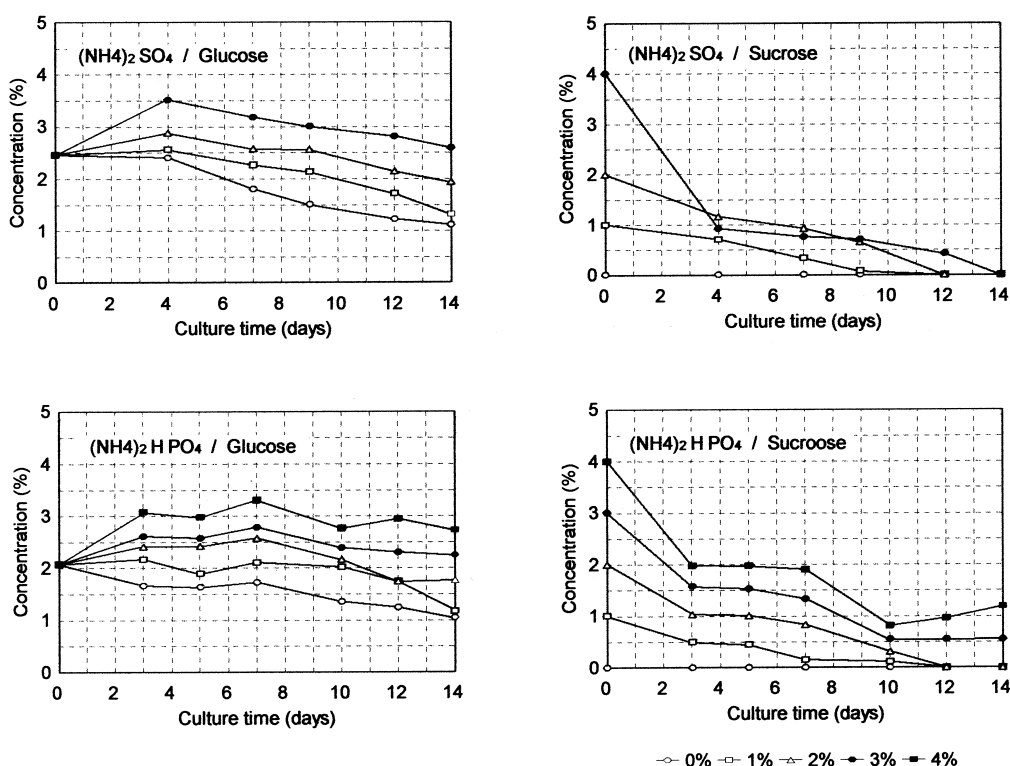 (NH4)₂ SO₄ / Glucose
Concentration (%)
5
4
3
2
1
0
0 2 4 6 8 10 12 14
Culture time (days)
(NH4)₂ SO₄ / Sucrose
Concentration (%)
5
4
3
2
1
0
0 2 4 6 8 10 12 14
Culture time (days)
(NH4)₂ H PO₄ / Glucose
Concentration (%)
5
4
3
2
1
0
0 2 4 6 8 10 12 14
Culture time (days)
(NH4)₂ H PO₄ / Sucroose
Concentration (%)
5
4
3
2
1
0
0 2 4 6 8 10 12 14
Culture time (days)
0% 1% 2% 3% 4%